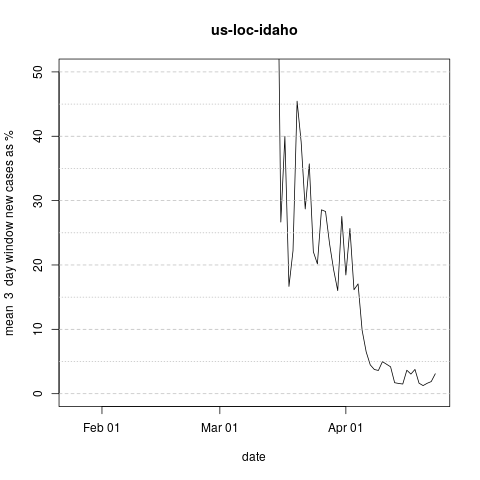 us-loc-idaho
mean 3 day window new cases as %
50
40
30
20
10
0
Feb 01
Mar 01
Apr 01
date